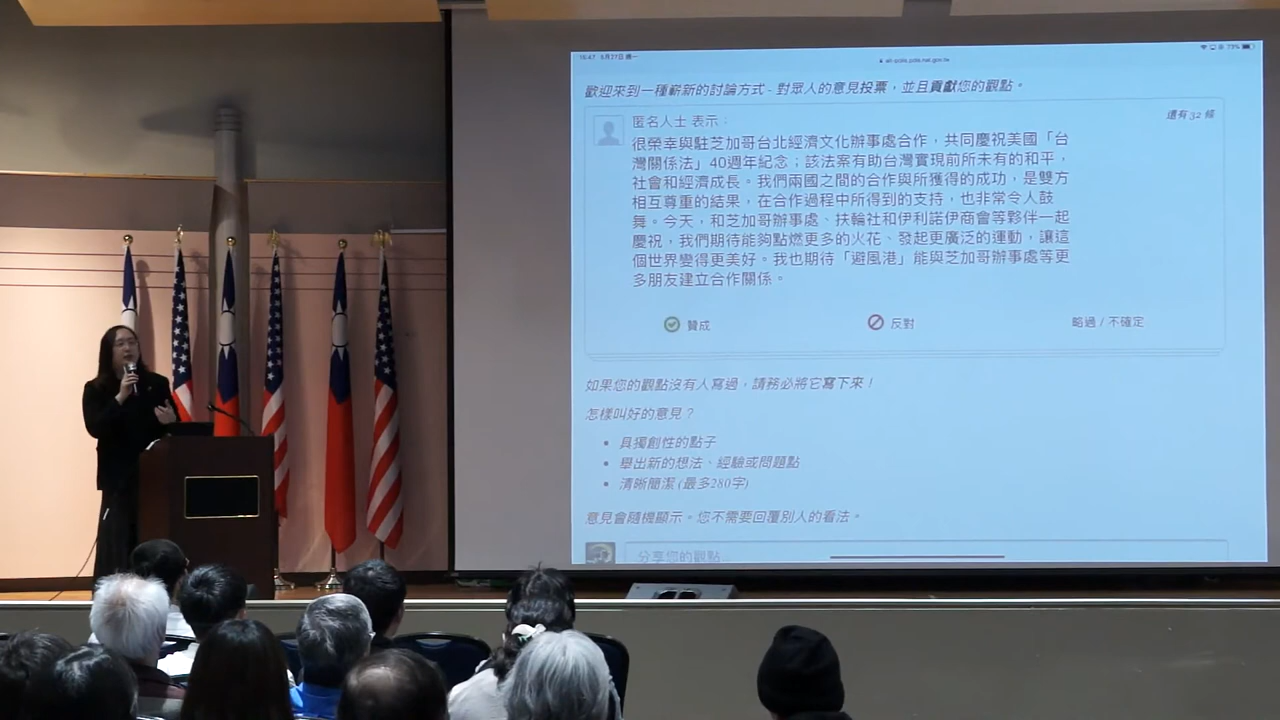 歡迎來到一種嶄新的討論方式 - 對眾人的意見投票，並且貢獻您的觀點。
匿名人士 表示：
還有 32 條
很榮幸與駐芝加哥台北經濟文化辦事處合作，共同慶祝美國「台
灣關係法」40週年紀念；該法案有助台灣實現前所未有的和平，
社會和經濟成長。我們兩國之間的合作與所獲得的成功，是雙方
相互尊重的結果，在合作過程中所得到的支持，也非常令人鼓
舞。今天，和芝加哥辦事處、扶輪社和伊利諾伊商會等夥伴一起
慶祝，我們期待能夠點燃更多的火花、發起更廣泛的運動，讓這
個世界變得更美好。我也期待「避風港」能與芝加哥辦事處等更
多朋友建立合作關係。
贊成
反對
略過 / 不確定
如果您的觀點沒有人寫過，請務必將它寫下來！
怎樣叫好的意見？
具獨創性的點子
舉出新的想法、經驗或問題點
清晰簡潔 (最多280字)
意見會隨機顯示。您不需要回覆別人的看法。
分享您的觀點